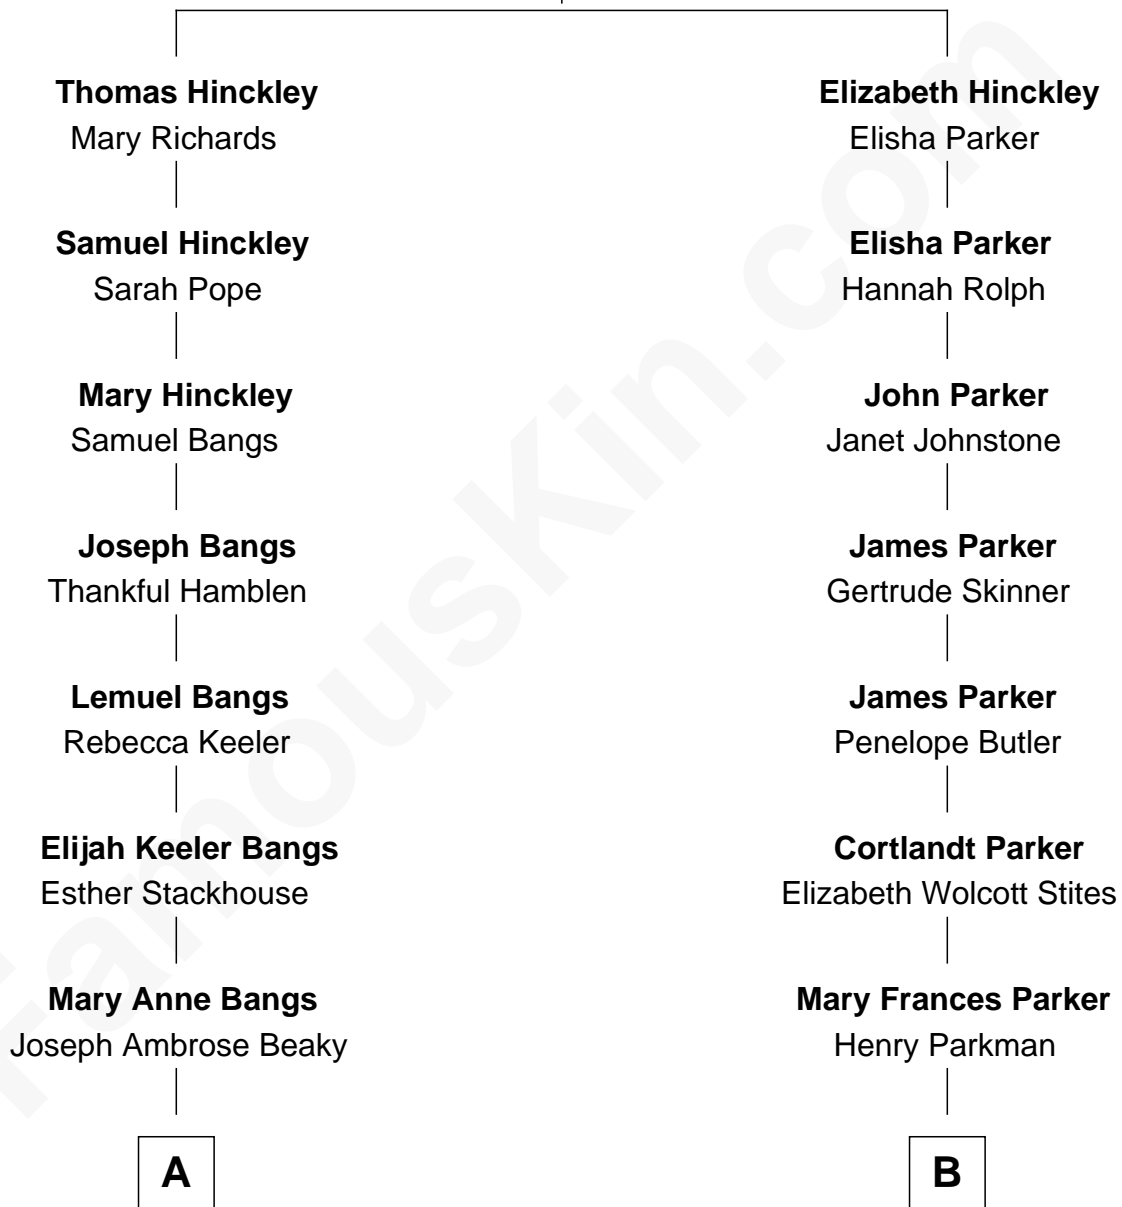 Thomas Hinckley
Mary Richards
Samuel Hinckley
Sarah Pope
Mary Hinckley
Samuel Bangs
Joseph Bangs
Thankful Hamblen
Lemuel Bangs
Rebecca Keeler
Elijah Keeler Bangs
Esther Stackhouse
Mary Anne Bangs
Joseph Ambrose Beaky
A
Elizabeth Hinckley
Elisha Parker
Elisha Parker
Hannah Rolph
John Parker
Janet Johnstone
James Parker
Gertrude Skinner
James Parker
Penelope Butler
Cortlandt Parker
Elizabeth Wolcott Stites
Mary Frances Parker
Henry Parkman
B
FamousKin.com